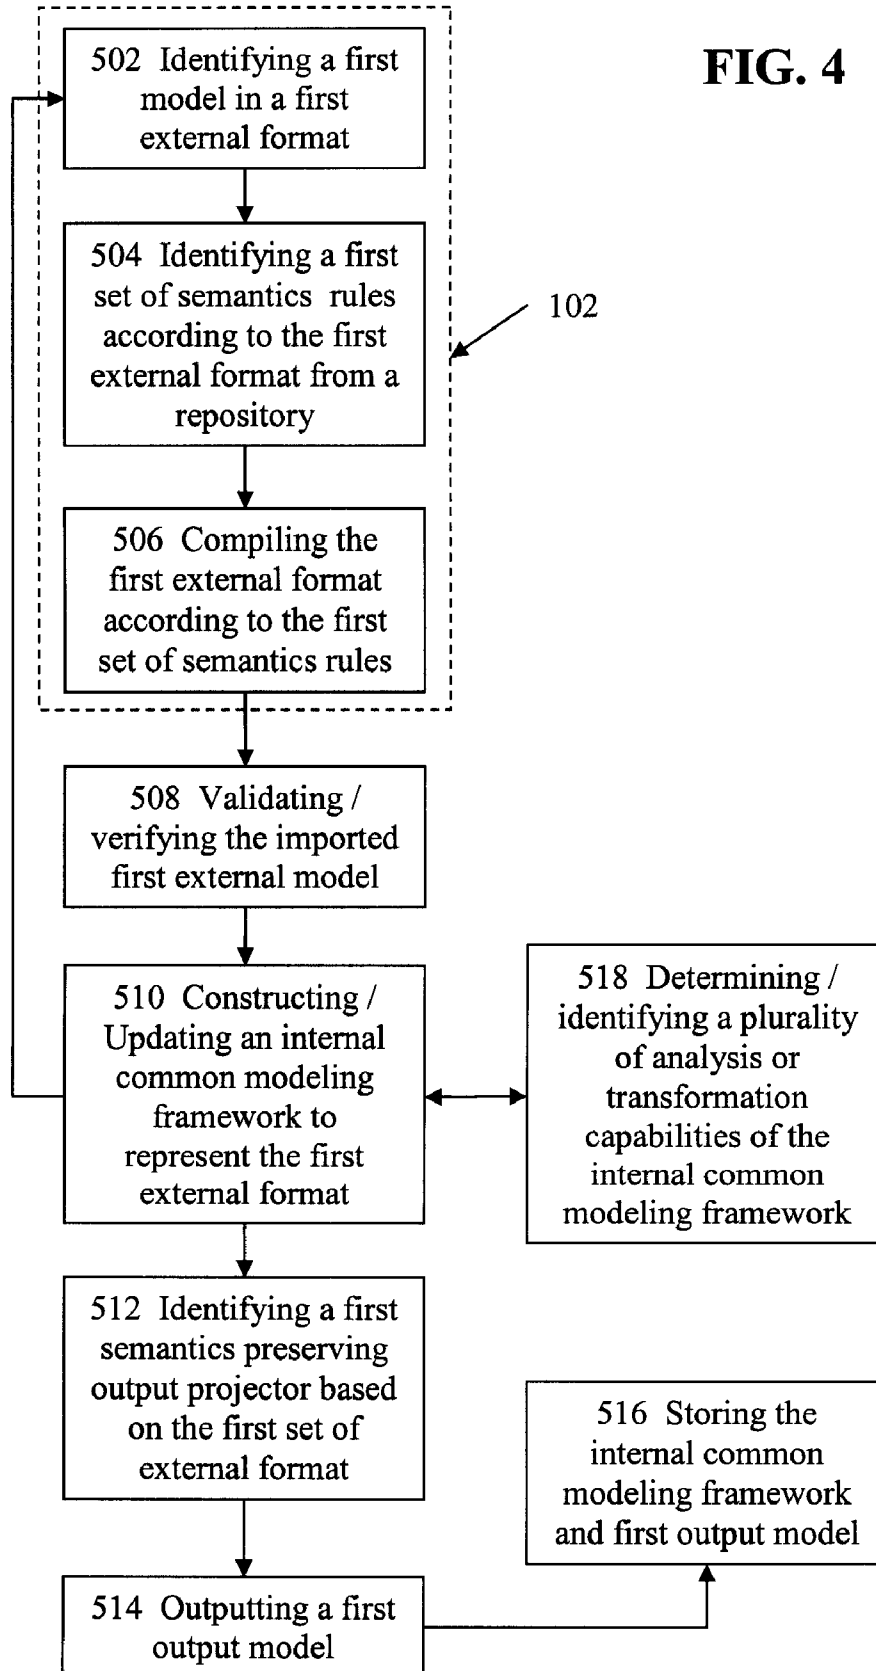 FIG. 4
502 Identifying a first
model in a first
external format
504 Identifying a first
set of semantics rules
according to the first
external format from a
repository
102
506 Compiling the
first external format
according to the first
set of semantics rules
508 Validating /
verifying the imported
first external model
510 Constructing /
Updating an internal
common modeling
framework to
represent the first
external format
518 Determining /
identifying a plurality
of analysis or
transformation
capabilities of the
internal common
modeling framework
512 Identifying a first
semantics preserving
output projector based
on the first set of
external format
516 Storing the
internal common
modeling framework
and first output model
514 Outputting a first
output model